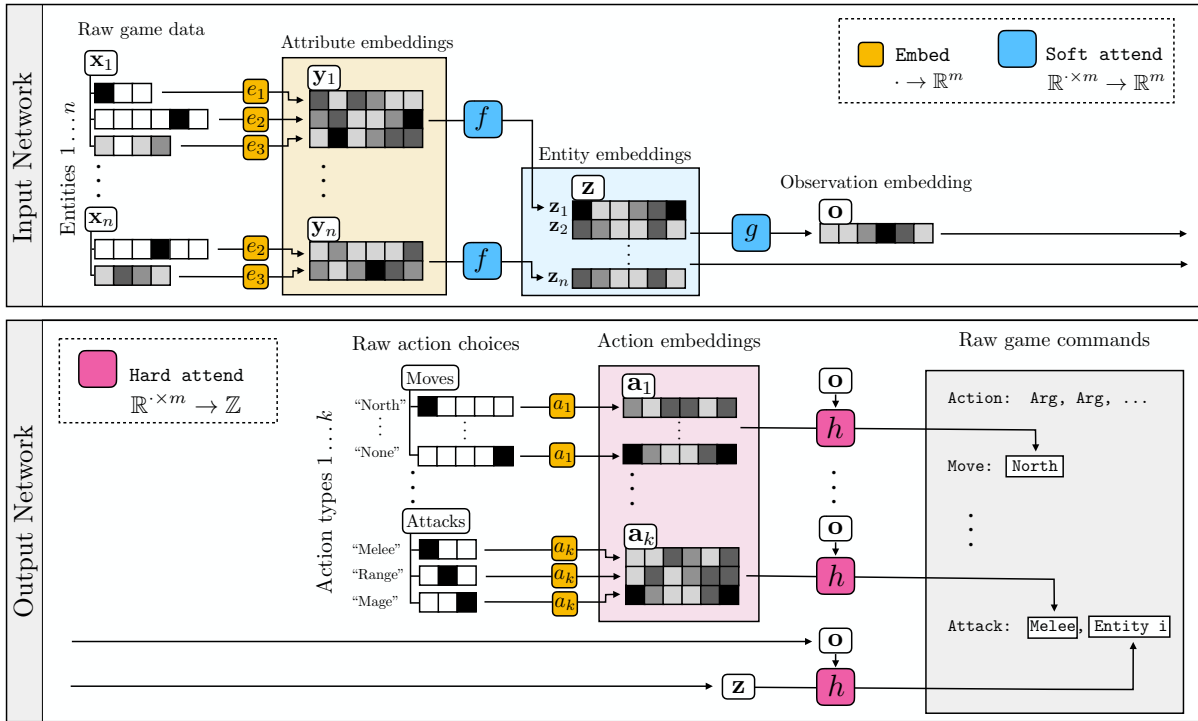 Input Network
Raw game data
Entities 1 … n
x₁
e₁
e₂
e₃
xₙ
e₂
e₃
Attribute embeddings
y₁
yₙ
f
f
Entity embeddings
z
z₁
z₂
zₙ
g
Observation embedding
o
Embed
· → ℝᵐ
Soft attend
ℝ^{·×m} → ℝᵐ
Output Network
Hard attend
ℝ^{·×m} → ℤ
Raw action choices
Action types 1 … k
Moves
“North”
a₁
“None”
a₁
Attacks
“Melee”
aₖ
“Range”
aₖ
“Mage”
aₖ
Action embeddings
a₁
aₖ
o
h
o
h
o
z
h
Raw game commands
Action: Arg, Arg, ...
Move: North
Attack: Melee, Entity i